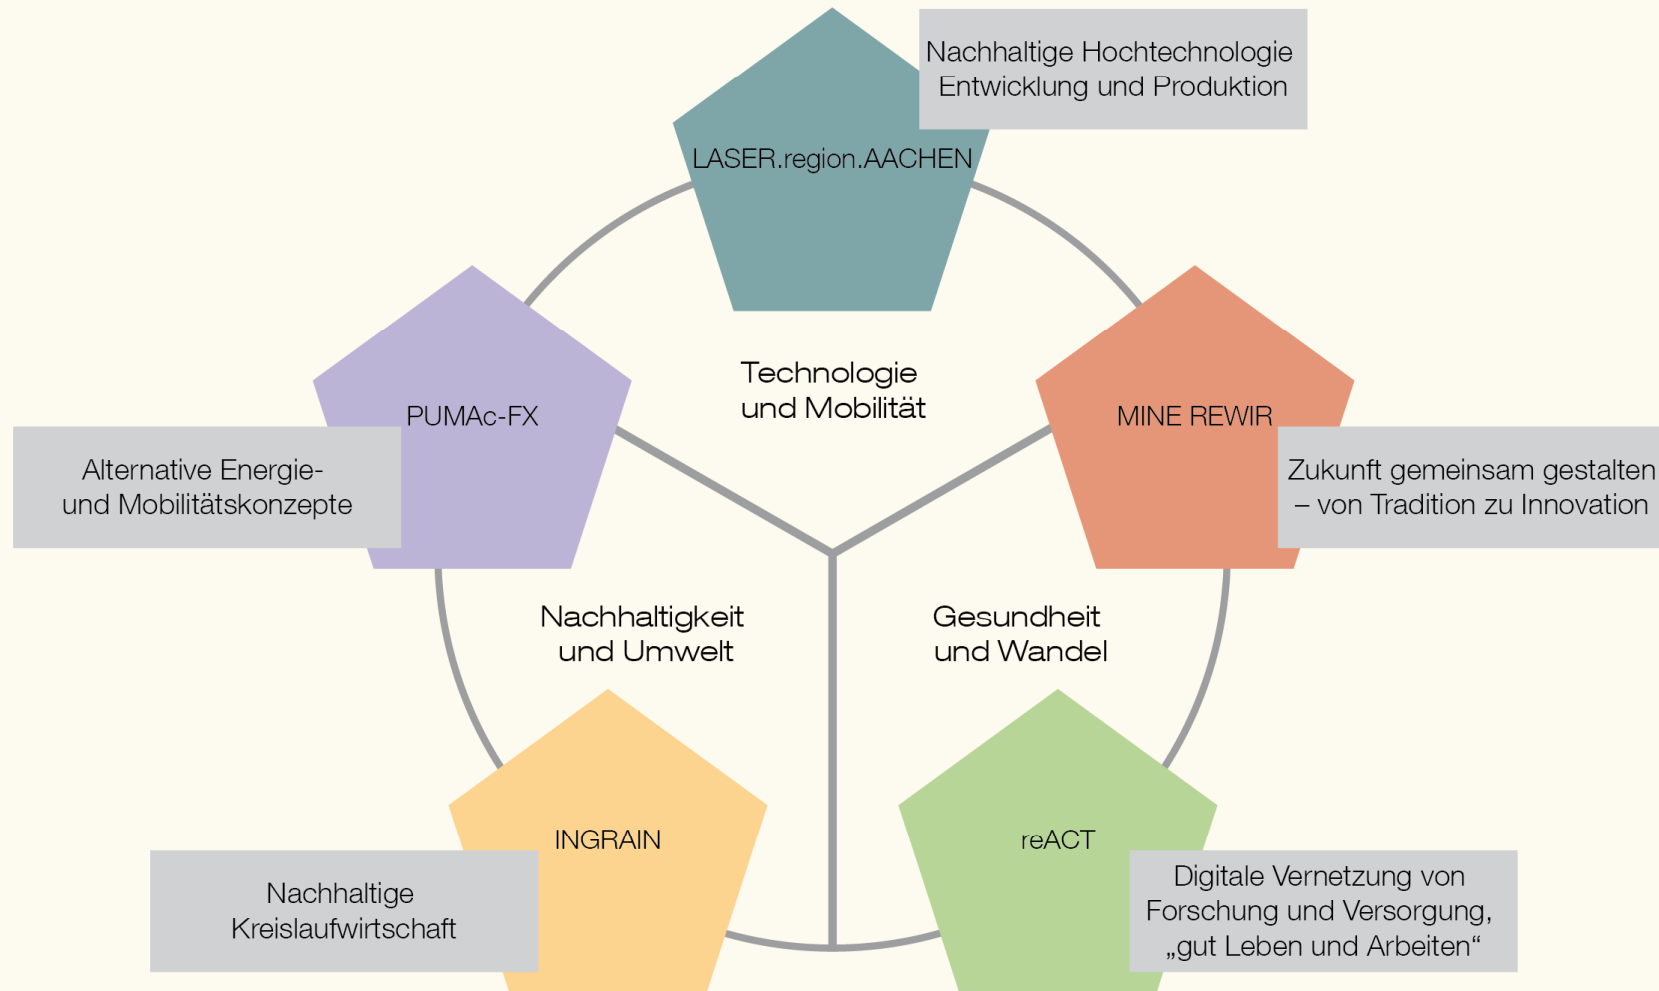 Nachhaltige Hochtechnologie
Entwicklung und Produktion
LASER.region.AACHEN
Technologie
und Mobilität
PUMAc-FX
Alternative Energie-
und Mobilitätskonzepte
MINE REWIR
Zukunft gemeinsam gestalten
– von Tradition zu Innovation
Nachhaltigkeit
und Umwelt
Gesundheit
und Wandel
INGRAIN
Nachhaltige
Kreislaufwirtschaft
reACT
Digitale Vernetzung von
Forschung und Versorgung,
„gut Leben und Arbeiten“